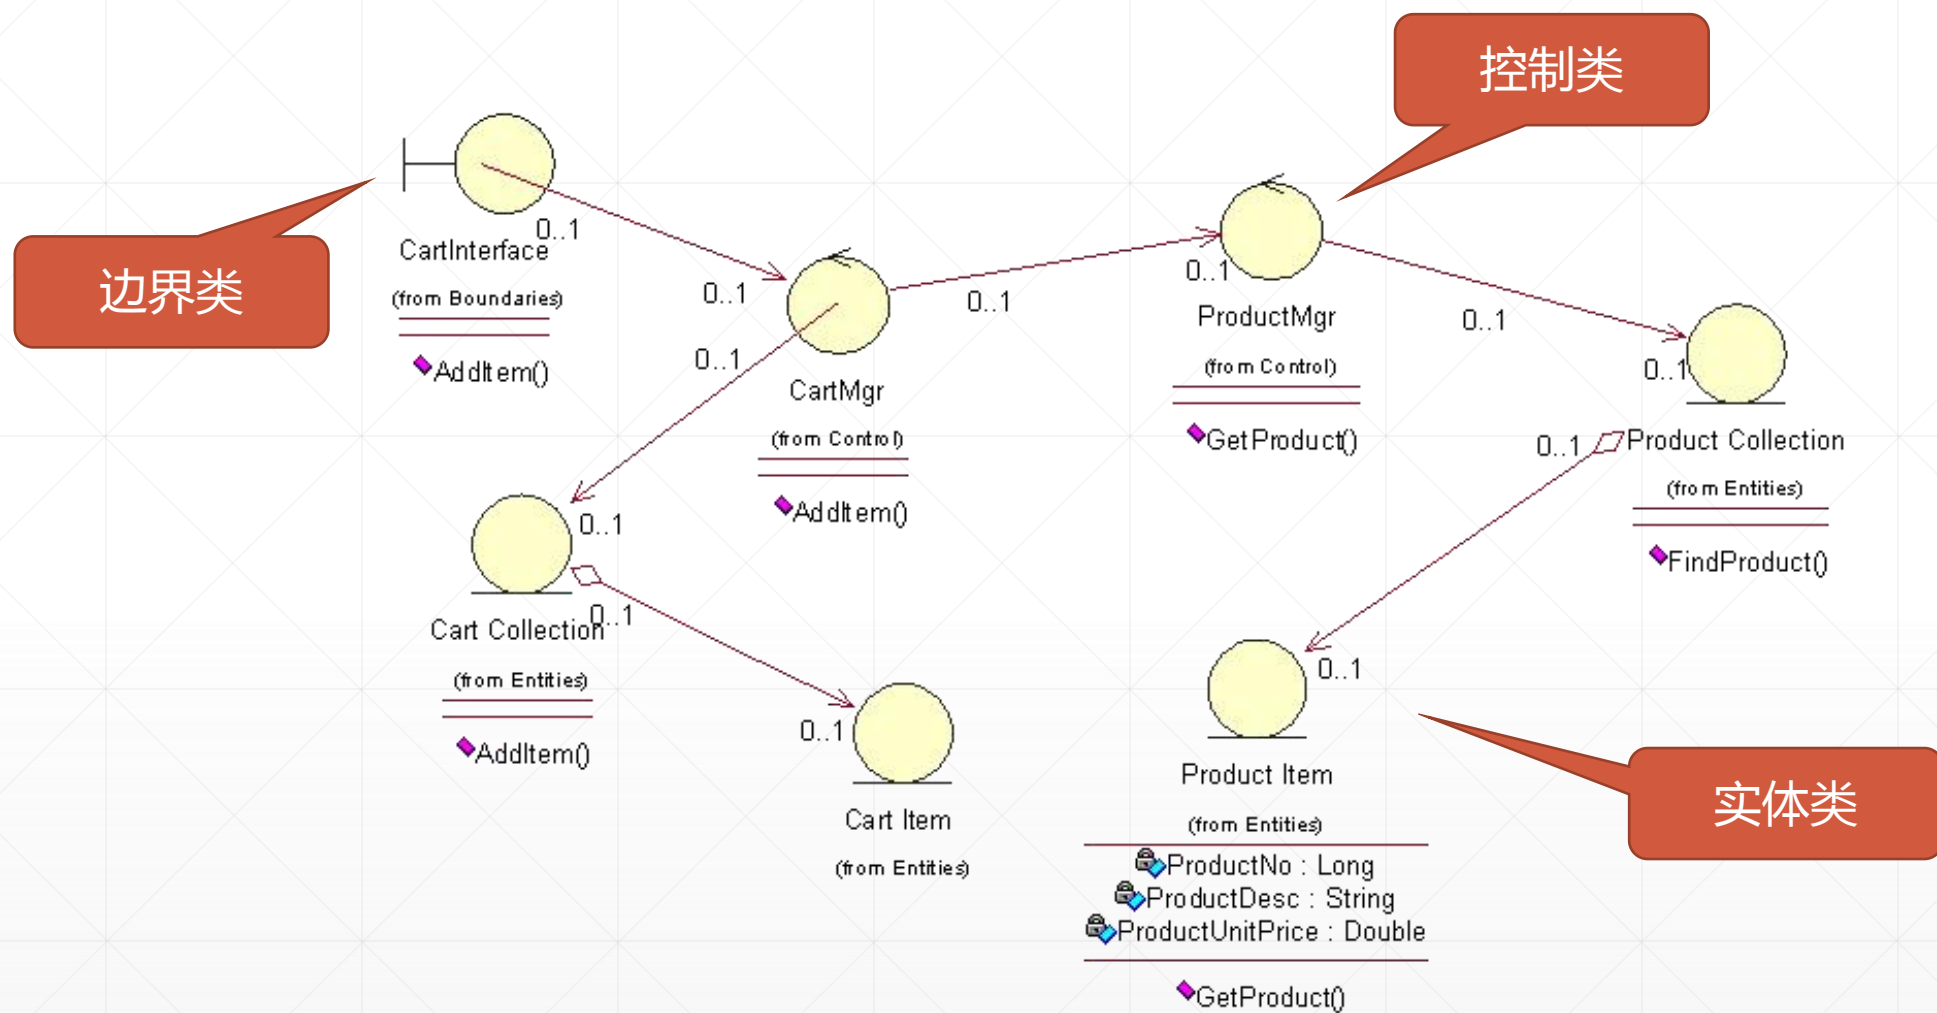 控制类
边界类
0..1
CartInterface
(from Boundaries)
AddItem()
0..1
0..1
CartMgr
(from Control)
AddItem()
0..1
0..1
ProductMgr
(from Control)
GetProduct()
0..1
0..1
Product Collection
(from Entities)
FindProduct()
0..1
0..1
Cart Collection
0..1
(from Entities)
AddItem()
0..1
Cart Item
(from Entities)
0..1
Product Item
(from Entities)
ProductNo : Long
ProductDesc : String
ProductUnitPrice : Double
GetProduct()
实体类